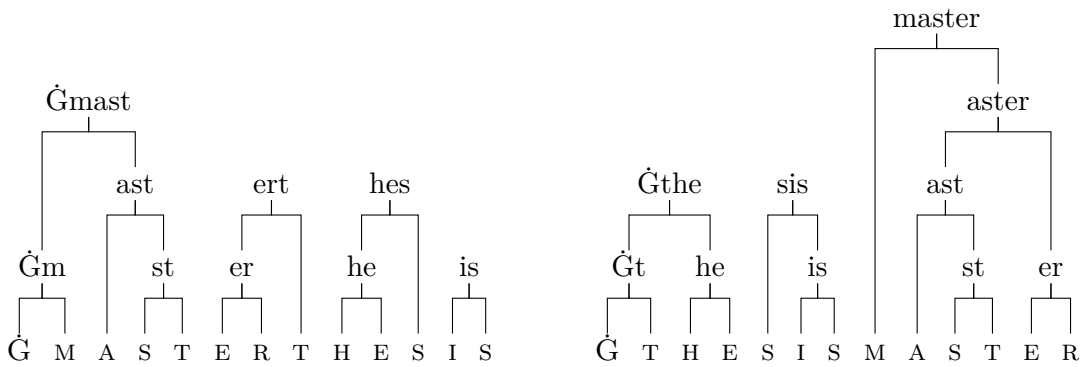 master
Ġmast aster
ast ert hes Ġthe sis ast
Ġm st er he is Ġt he is st er
Ġ M A S T E R T H E S I S Ġ T H E S I S M A S T E R